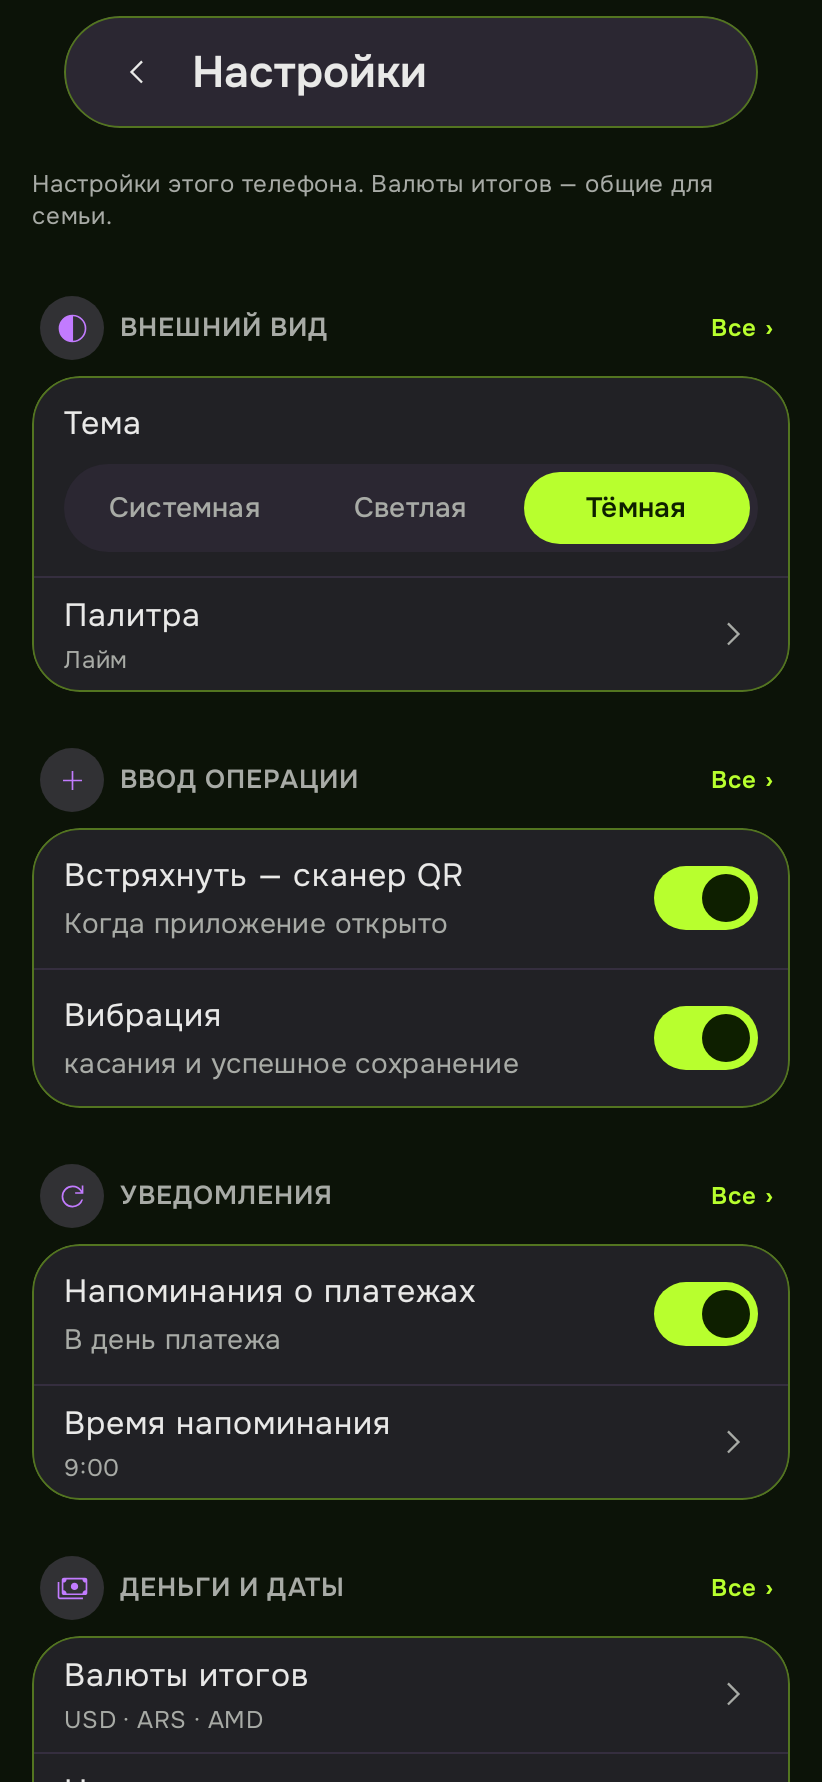 Настройки
Настройки этого телефона. Валюты итогов — общие для
семьи.
ВНЕШНИЙ ВИД
Все ›
Тема
Системная
Светлая
Тёмная
Палитра
Лайм
ВВОД ОПЕРАЦИИ
Все ›
Встряхнуть — сканер QR
Когда приложение открыто
Вибрация
касания и успешное сохранение
УВЕДОМЛЕНИЯ
Все ›
Напоминания о платежах
В день платежа
Время напоминания
9:00
ДЕНЬГИ И ДАТЫ
Все ›
Валюты итогов
USD · ARS · AMD